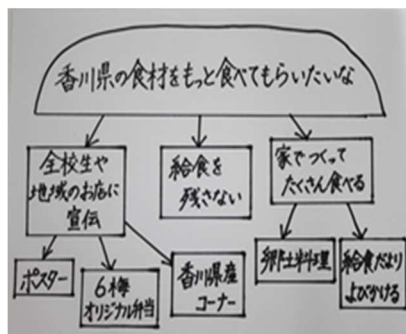 香川県の食材をもっと食べてもらいたいな
全校生や
地域のお店に
宣伝
給食を
残さない
家でつくって
たくさん食べる
ポスター
6梅
オリジナル弁当
香川県産
コーナー
郷土料理
給食だより
よびかける